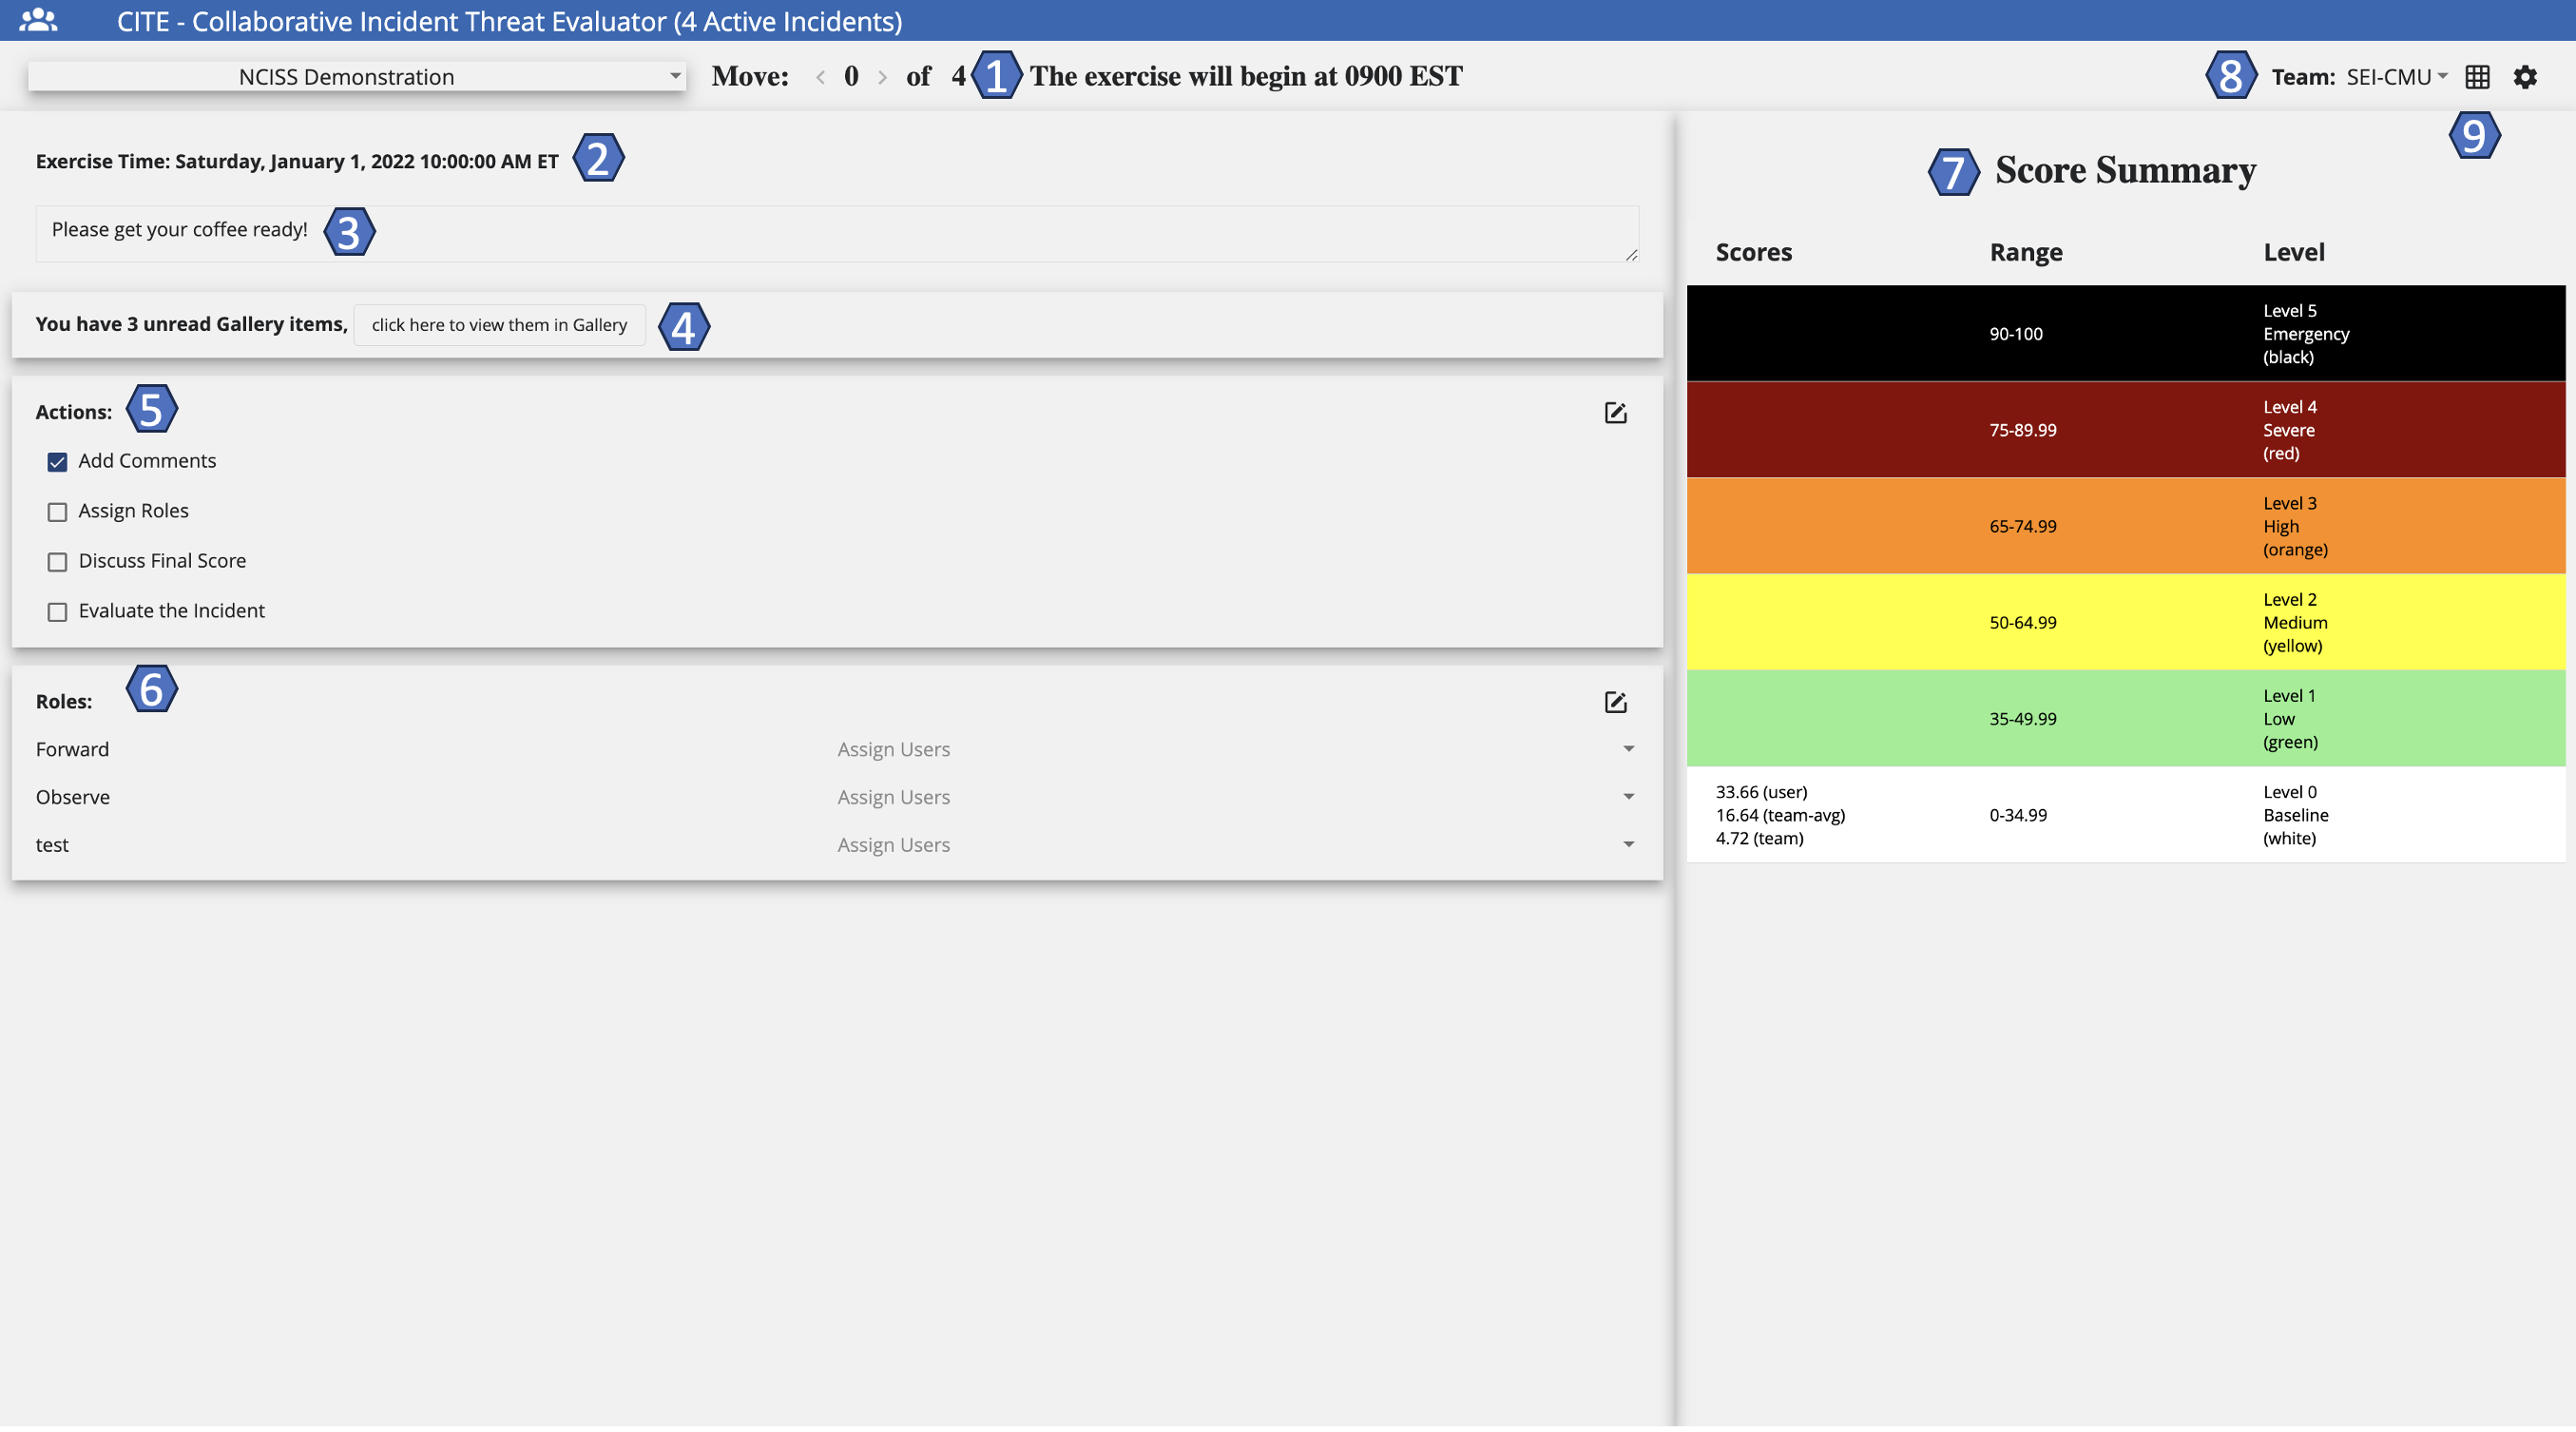 CITE - Collaborative Incident Threat Evaluator (4 Active Incidents)
NCISS Demonstration
Move: < 0 > of 4
1
The exercise will begin at 0900 EST
8
Team: SEI-CMU
9
Exercise Time: Saturday, January 1, 2022 10:00:00 AM ET
2
Please get your coffee ready!
3
You have 3 unread Gallery items, click here to view them in Gallery
4
Actions:
5
Add Comments
Assign Roles
Discuss Final Score
Evaluate the Incident
Roles:
6
Forward Assign Users
Observe Assign Users
test Assign Users
7
Score Summary
Scores Range Level
90-100
Level 5
Emergency
(black)
75-89.99
Level 4
Severe
(red)
65-74.99
Level 3
High
(orange)
50-64.99
Level 2
Medium
(yellow)
35-49.99
Level 1
Low
(green)
33.66 (user)
16.64 (team-avg)
4.72 (team)
0-34.99
Level 0
Baseline
(white)